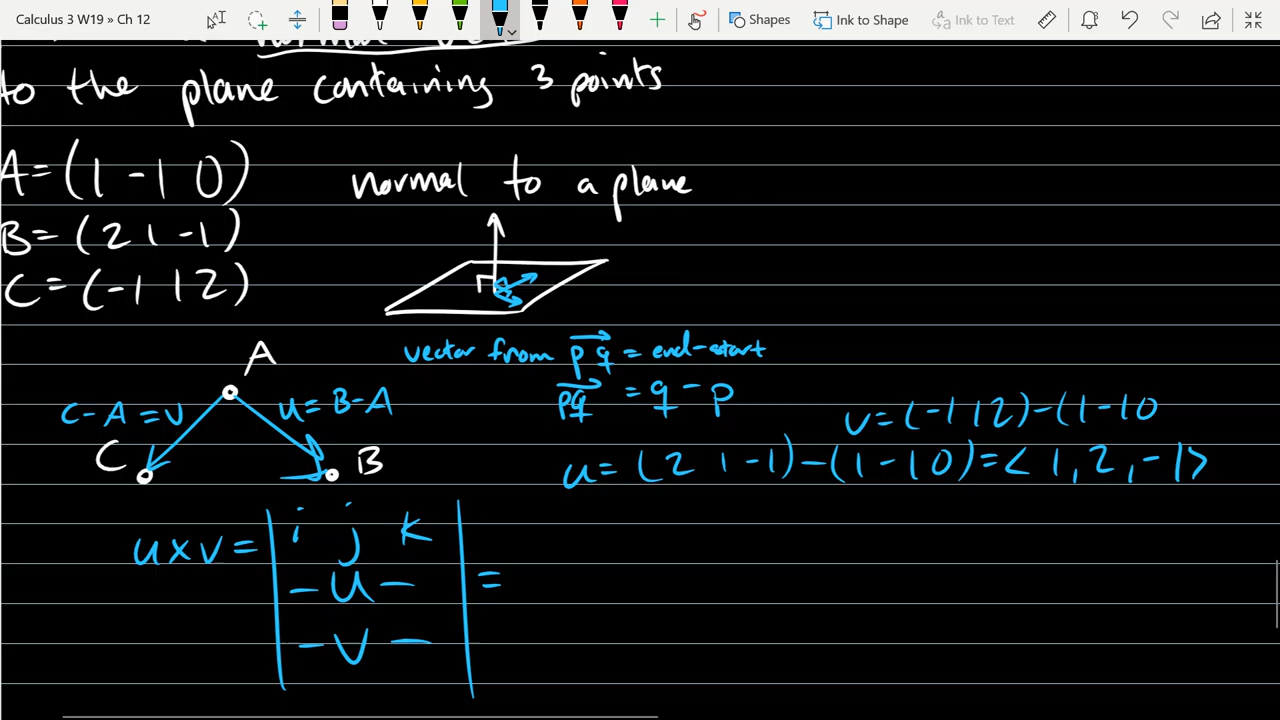 Calculus 3 W19 » Ch 12
Shapes
Ink to Shape
Ink to Text
normal vec
to the plane containing 3 points
A=(1 -1 0)
B=(2 1 -1)
C=(-1 1 2)
normal to a plane
A
C-A=v
u=B-A
C
B
vector from pq = end-start
pq = q-p
v=(-1 1 2)-(1 -1 0
u=(2 1 -1)-(1 -1 0)=<1,2,-1>
u×v=
i j k
-u-
-v-
=